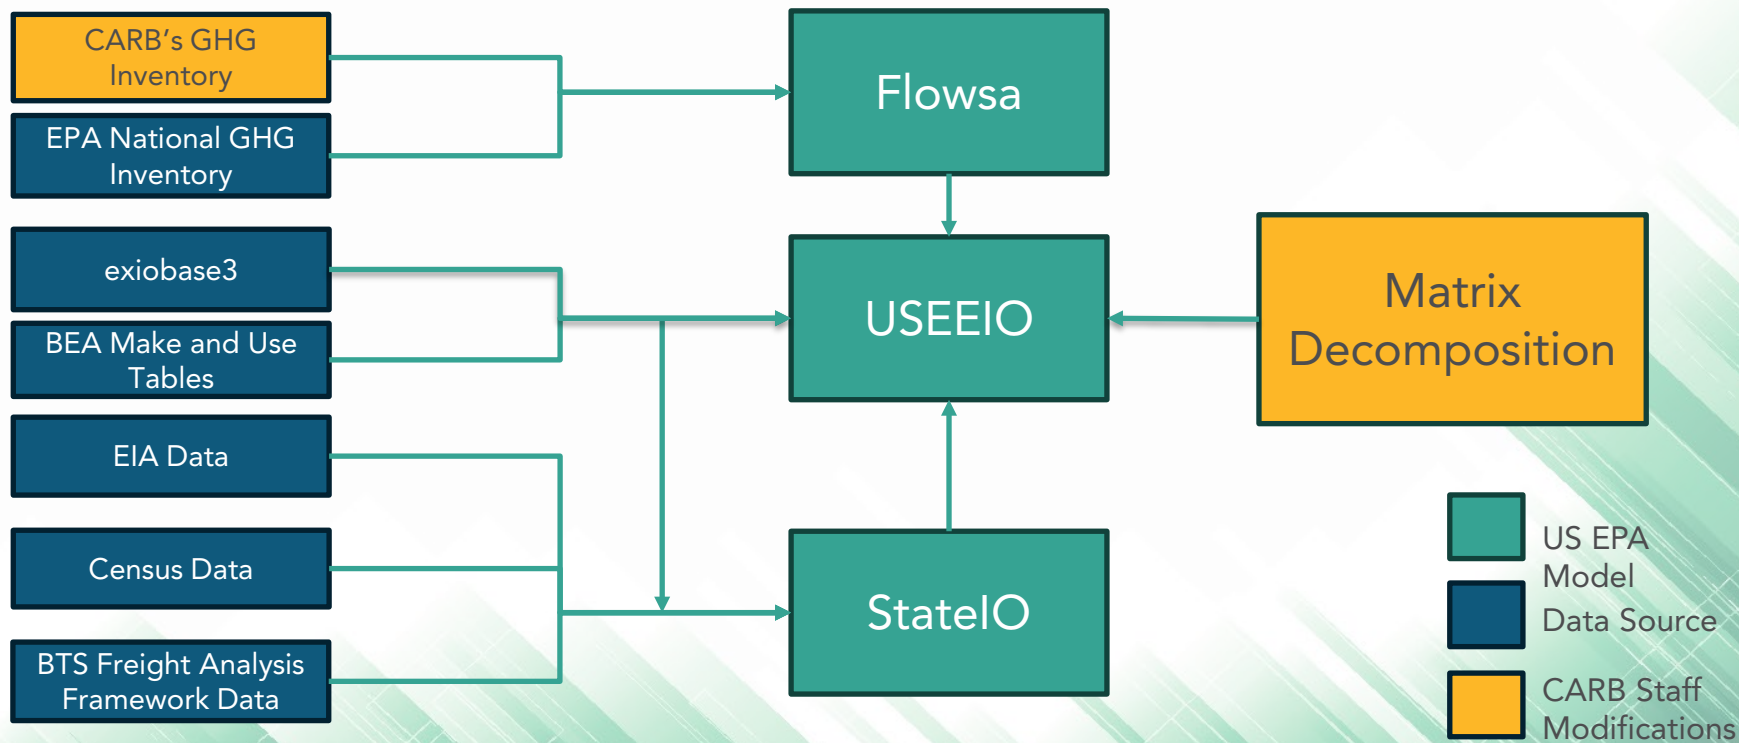 CARB's GHG
Inventory
EPA National GHG
Inventory
exiobase3
BEA Make and Use
Tables
EIA Data
Census Data
BTS Freight Analysis
Framework Data
Flowsa
USEEIO
StateIO
Matrix
Decomposition
US EPA
Model
Data Source
CARB Staff
Modifications